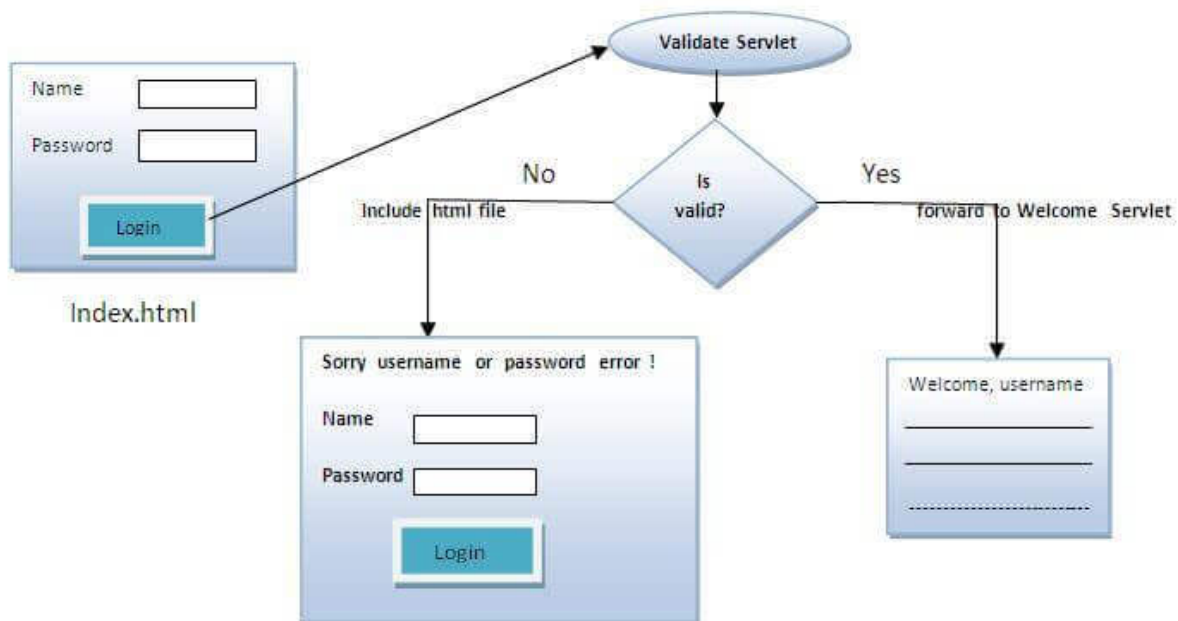 Validate Servlet
Name
Password
Login
Index.html
Is
valid?
No
Include html file
Yes
forward to Welcome Servlet
Sorry username or password error !
Name
Password
Login
Welcome, username